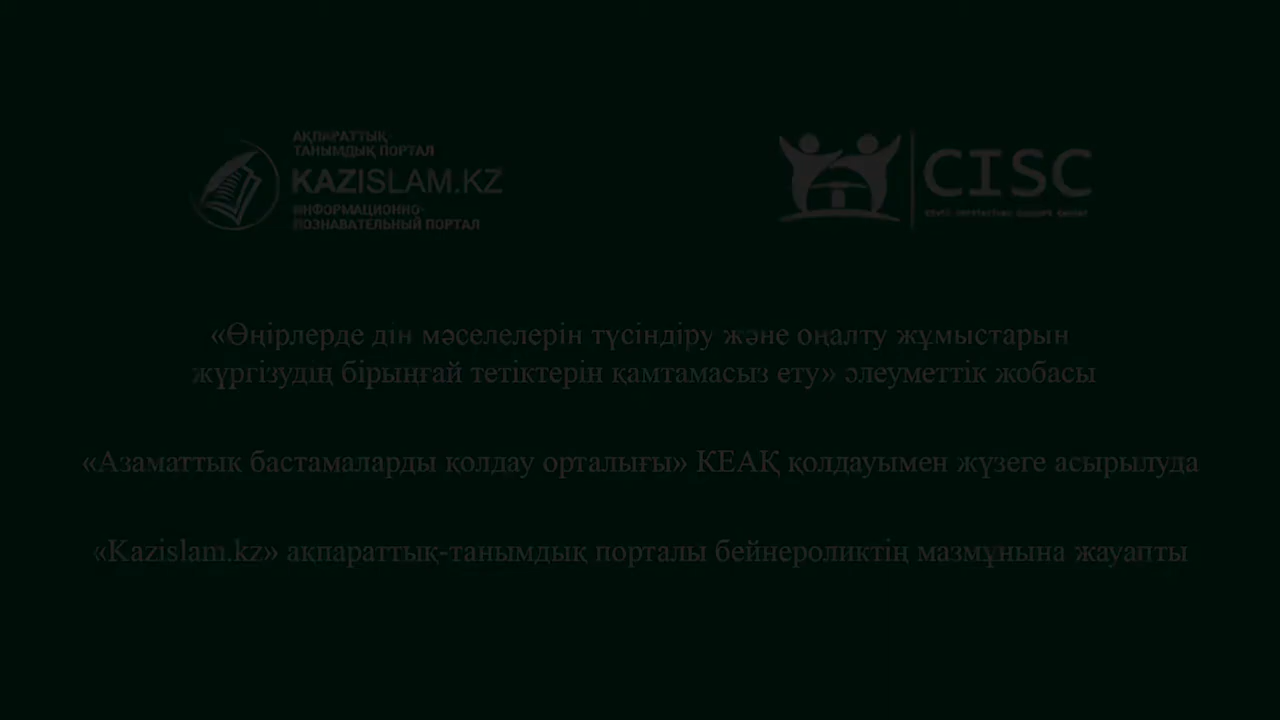 АҚПАРАТТЫҚ
ТАНЫМДЫҚ ПОРТАЛ
KAZISLAM.KZ
ИНФОРМАЦИОННО-
ПОЗНАВАТЕЛЬНЫЙ ПОРТАЛ
CISC
«Өңірлерде дін мәселелерін түсіндіру және оңалту жұмыстарын
жүргізудің бірыңғай тетіктерін қамтамасыз ету» әлеуметтік жобасы
«Азаматтық бастамаларды қолдау орталығы» КЕАҚ қолдауымен жүзеге асырылуда
«Kazislam.kz» ақпараттық-танымдық порталы бейнероликтің мазмұнына жауапты